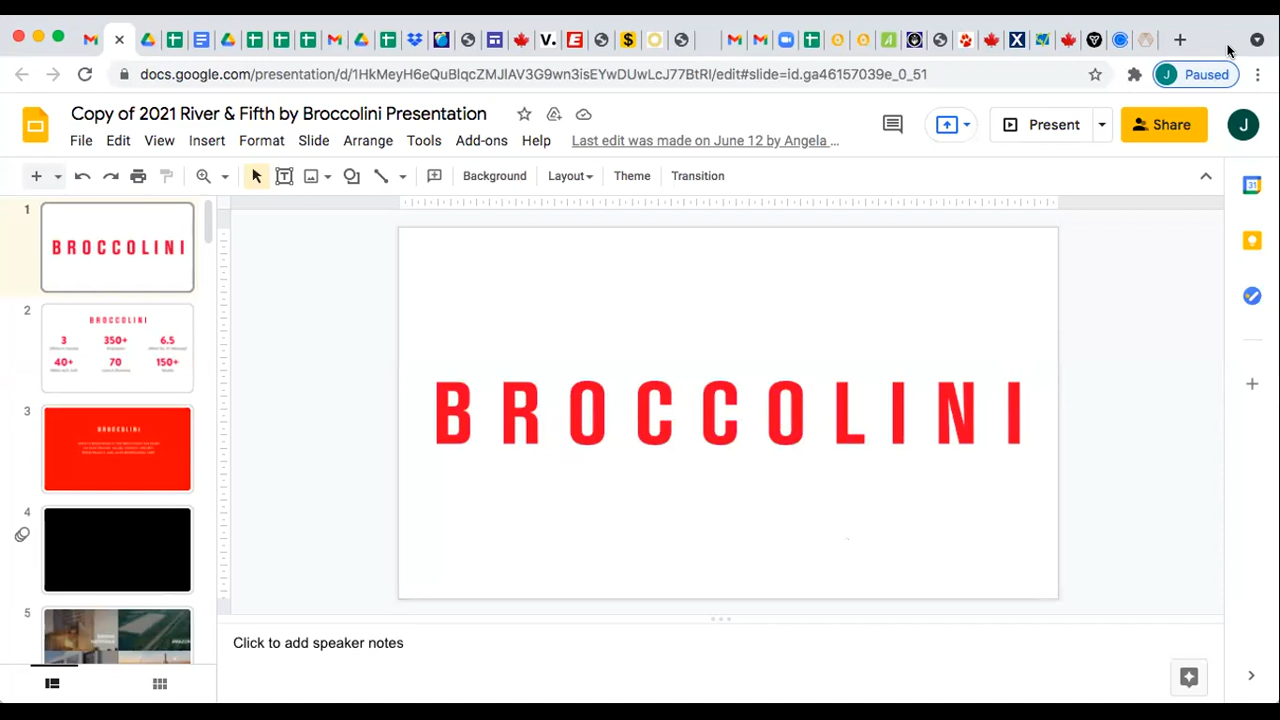 docs.google.com/presentation/d/1HkMeyH6eQuBlqcZMJlAV3G9wn3isEYwDUwLcJ77BtRI/edit#slide=id.ga46157039e_0_51
J Paused
Copy of 2021 River & Fifth by Broccolini Presentation
File Edit View Insert Format Slide Arrange Tools Add-ons Help Last edit was made on June 12 by Angela ...
Present
Share
J
Background Layout Theme Transition
31
1
BROCCOLINI
2
BROCCOLINI
3 350+ 6.5
40+ 70 150+
3
BROCCOLINI
4
5
BROCCOLINI
Click to add speaker notes